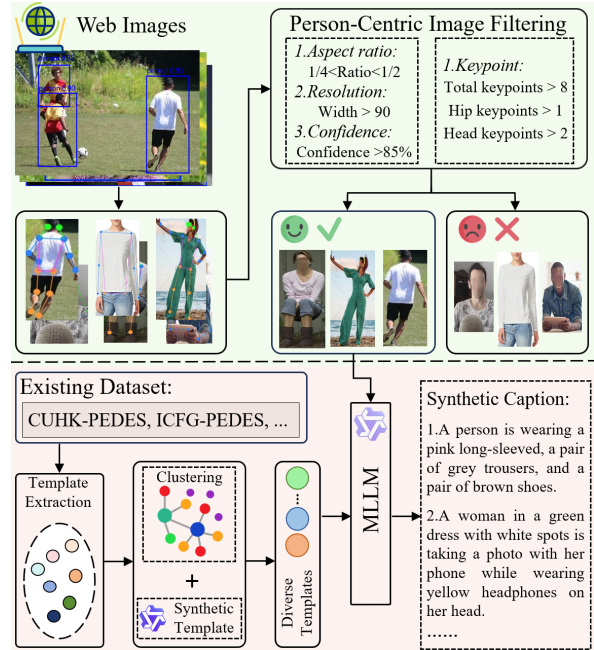 Web Images
Person-Centric Image Filtering
1.Aspect ratio:
1/4<Ratio<1/2
2.Resolution:
Width > 90
3.Confidence:
Confidence >85%
1.Keypoint:
Total keypoints > 8
Hip keypoints > 1
Head keypoints > 2
Existing Dataset:
CUHK-PEDES, ICFG-PEDES, ...
Template
Extraction
Clustering
+
Synthetic
Template
Diverse
Templates
MLLM
Synthetic Caption:
1.A person is wearing a
pink long-sleeved, a pair
of grey trousers, and a
pair of brown shoes.
2.A woman in a green
dress with white spots is
taking a photo with her
phone while wearing
yellow headphones on
her head.
......